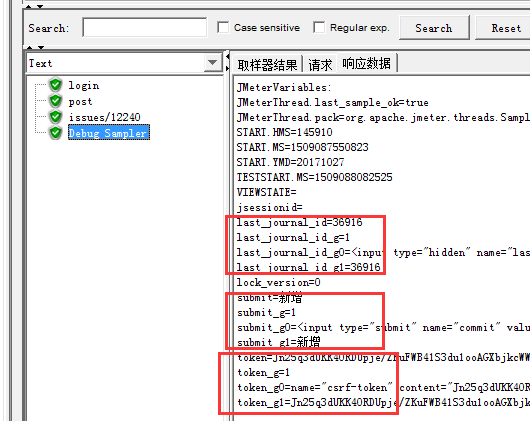 Search:
Case sensitive
Regular exp.
Search
Reset
Text
login
post
issues/12240
Debug Sampler
取样器结果
请求
响应数据
JMeterVariables:
JMeterThread.last_sample_ok=true
JMeterThread.pack=org.apache.jmeter.threads.Samp
START.HMS=145910
START.MS=1509087550823
START.YMD=20171027
TESTSTART.MS=1509088082525
VIEWSTATE=
jsessionid=
last_journal_id=36916
last_journal_id_g=1
last_journal_id_g0=<input type="hidden" name="las
last_journal_id_g1=36916
lock_version=0
submit=新增
submit_g=1
submit_g0=<input type="submit" name="commit" valu
submit_g1=新增
token=Jn25q3dUKK4ORDUpje/ZKuFWB41S3du1ooAGXbjkcWW
token_g=1
token_g0=name="csrf-token" content="Jn25q3dUKK4OR
token_g1=Jn25q3dUKK4ORDUpje/ZKuFWB41S3du1ooAGXbjk